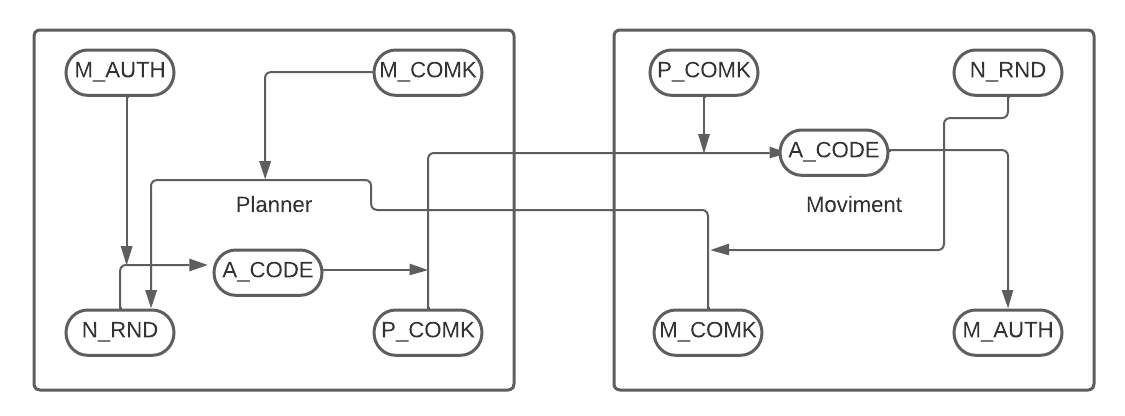 M_AUTH
M_COMK
Planner
A_CODE
N_RND
P_COMK
P_COMK
N_RND
A_CODE
Moviment
M_COMK
M_AUTH